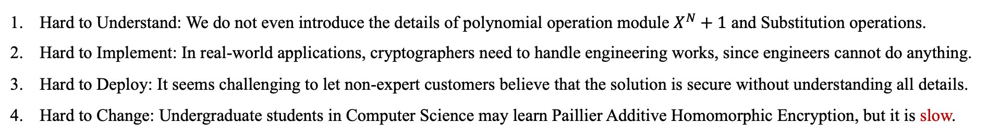 1. Hard to Understand: We do not even introduce the details of polynomial operation module X^N + 1 and Substitution operations.
2. Hard to Implement: In real-world applications, cryptographers need to handle engineering works, since engineers cannot do anything.
3. Hard to Deploy: It seems challenging to let non-expert customers believe that the solution is secure without understanding all details.
4. Hard to Change: Undergraduate students in Computer Science may learn Paillier Additive Homomorphic Encryption, but it is slow.